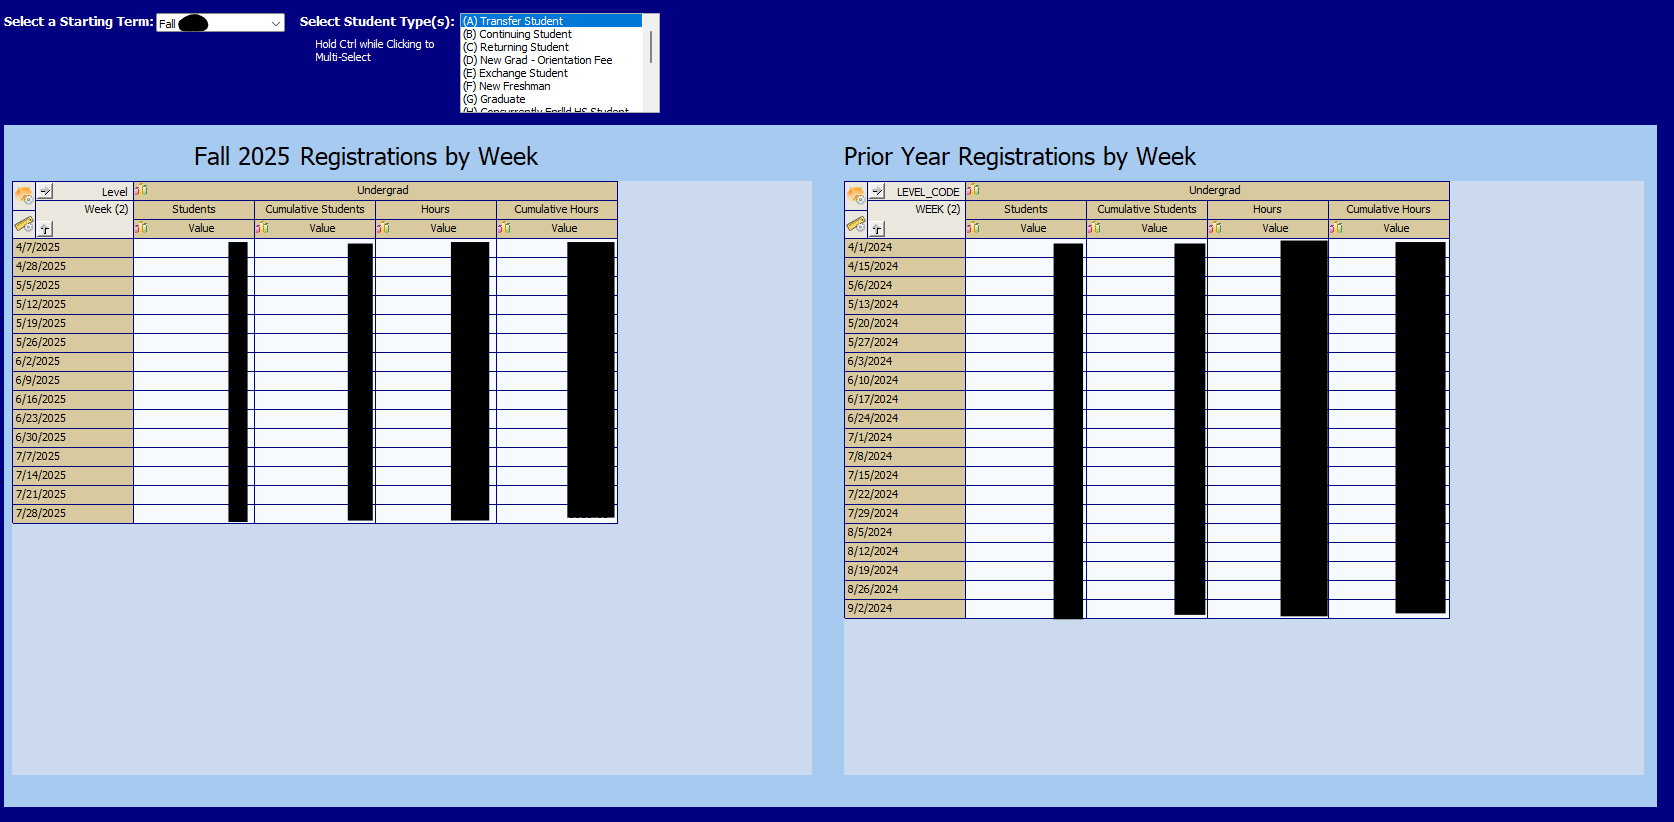 Select a Starting Term: Fall Select Student Type(s):
Hold Ctrl while Clicking to
Multi-Select
(A) Transfer Student
(B) Continuing Student
(C) Returning Student
(D) New Grad - Orientation Fee
(E) Exchange Student
(F) New Freshman
(G) Graduate
(H) Concurrently Enrlld HS Student
Fall 2025 Registrations by Week
Level Undergrad
Week (2) Students Cumulative Students Hours Cumulative Hours
Value Value Value Value
4/7/2025
4/28/2025
5/5/2025
5/12/2025
5/19/2025
5/26/2025
6/2/2025
6/9/2025
6/16/2025
6/23/2025
6/30/2025
7/7/2025
7/14/2025
7/21/2025
7/28/2025
Prior Year Registrations by Week
LEVEL_CODE Undergrad
WEEK (2) Students Cumulative Students Hours Cumulative Hours
Value Value Value Value
4/1/2024
4/15/2024
5/6/2024
5/13/2024
5/20/2024
5/27/2024
6/3/2024
6/10/2024
6/17/2024
6/24/2024
7/1/2024
7/8/2024
7/15/2024
7/22/2024
7/29/2024
8/5/2024
8/12/2024
8/19/2024
8/26/2024
9/2/2024